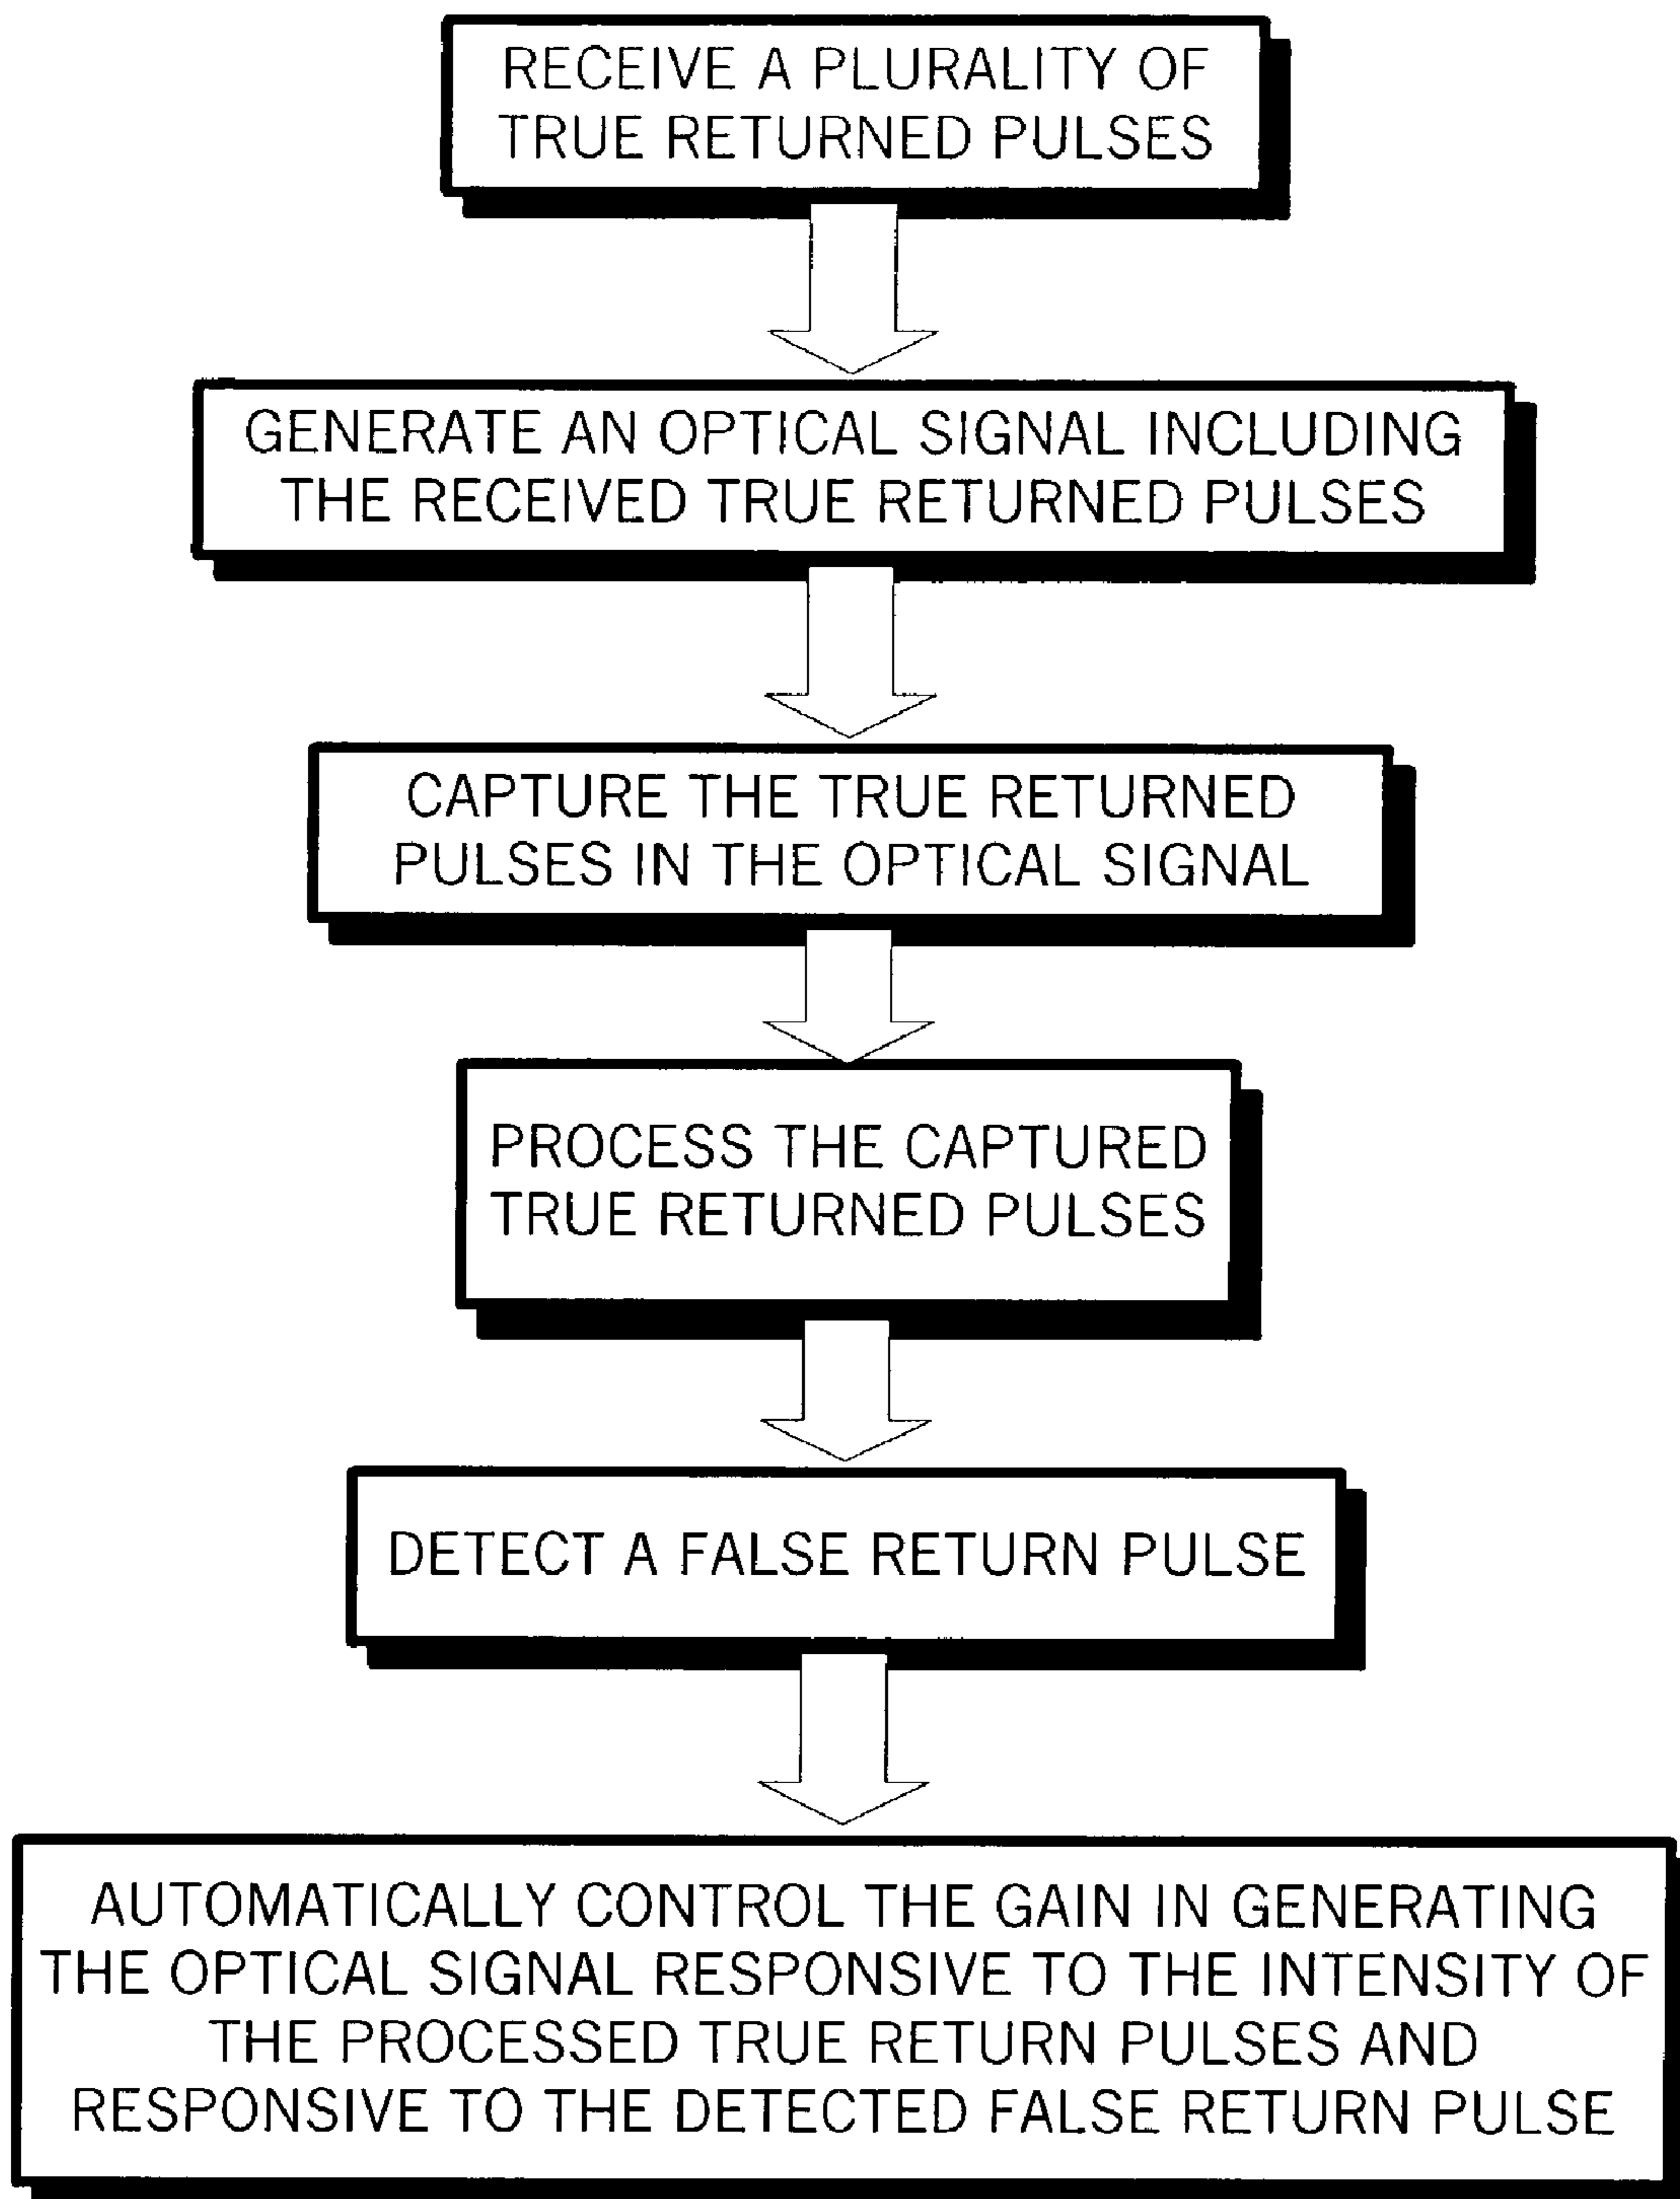 RECEIVE A PLURALITY OF
TRUE RETURNED PULSES
GENERATE AN OPTICAL SIGNAL INCLUDING
THE RECEIVED TRUE RETURNED PULSES
CAPTURE THE TRUE RETURNED
PULSES IN THE OPTICAL SIGNAL
PROCESS THE CAPTURED
TRUE RETURNED PULSES
DETECT A FALSE RETURN PULSE
AUTOMATICALLY CONTROL THE GAIN IN GENERATING
THE OPTICAL SIGNAL RESPONSIVE TO THE INTENSITY OF
THE PROCESSED TRUE RETURN PULSES AND
RESPONSIVE TO THE DETECTED FALSE RETURN PULSE